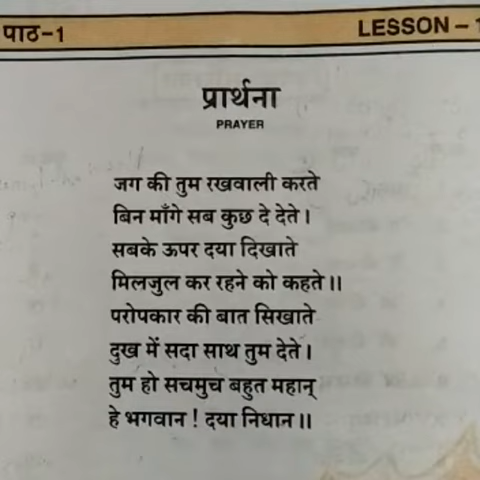 पाठ-1
LESSON - 1
प्रार्थना
PRAYER
जग की तुम रखवाली करते
बिन माँगे सब कुछ दे देते।
सबके ऊपर दया दिखाते
मिलजुल कर रहने को कहते॥
परोपकार की बात सिखाते
दुख में सदा साथ तुम देते।
तुम हो सचमुच बहुत महान्
हे भगवान ! दया निधान॥